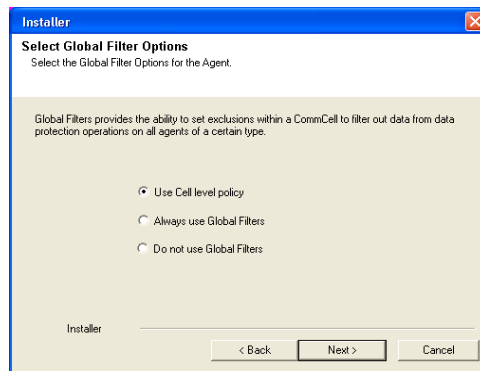 Installer
Select Global Filter Options
Select the Global Filter Options for the Agent.
Global Filters provides the ability to set exclusions within a CommCell to filter out data from data
protection operations on all agents of a certain type.
Use Cell level policy
Always use Global Filters
Do not use Global Filters
Installer
< Back Next > Cancel